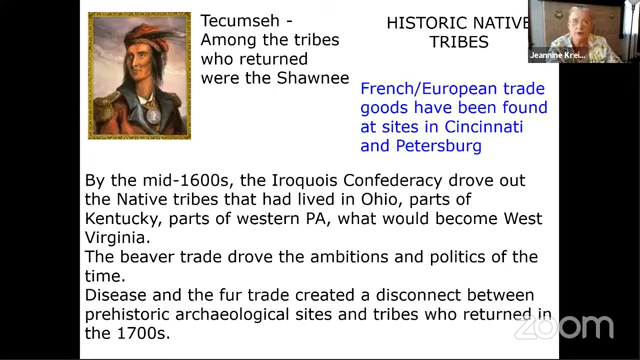 Tecumseh -
Among the tribes
who returned
were the Shawnee
HISTORIC NATIVE
TRIBES
French/European trade
goods have been found
at sites in Cincinnati
and Petersburg
By the mid-1600s, the Iroquois Confederacy drove out
the Native tribes that had lived in Ohio, parts of
Kentucky, parts of western PA, what would become West
Virginia.
The beaver trade drove the ambitions and politics of the
time.
Disease and the fur trade created a disconnect between
prehistoric archaeological sites and tribes who returned in
the 1700s.
Jeannine Krei...
zoom